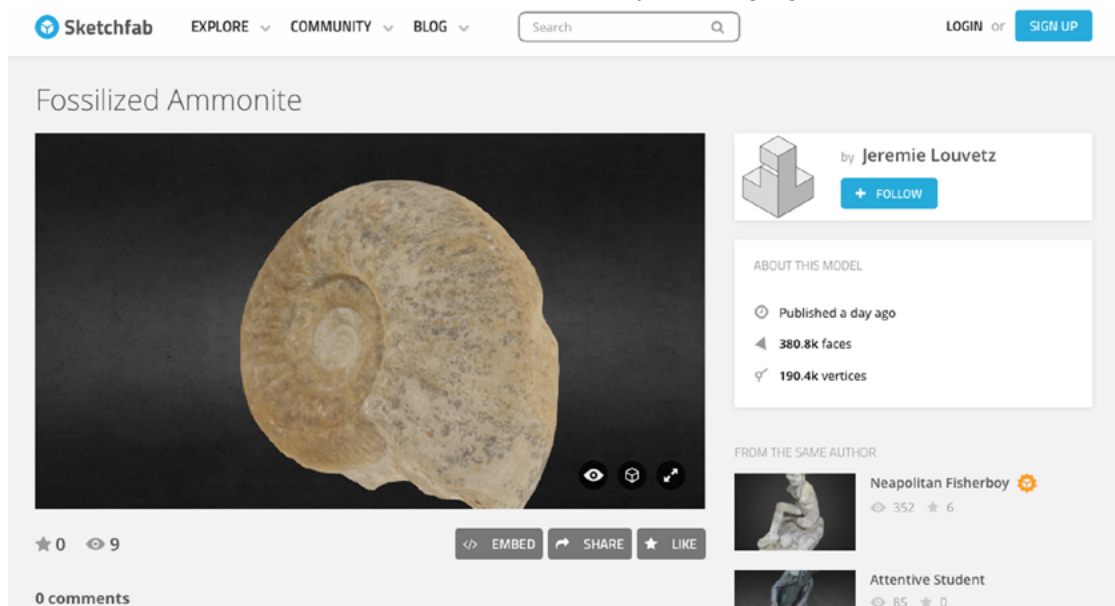 Sketchfab EXPLORE COMMUNITY BLOG Search LOGIN or SIGN UP
Fossilized Ammonite
by Jeremie Louvetz
+ FOLLOW
ABOUT THIS MODEL
Published a day ago
380.8k faces
190.4k vertices
FROM THE SAME AUTHOR
Neapolitan Fisherboy
352 6
Attentive Student
85 0
0 9 </> EMBED SHARE LIKE
0 comments